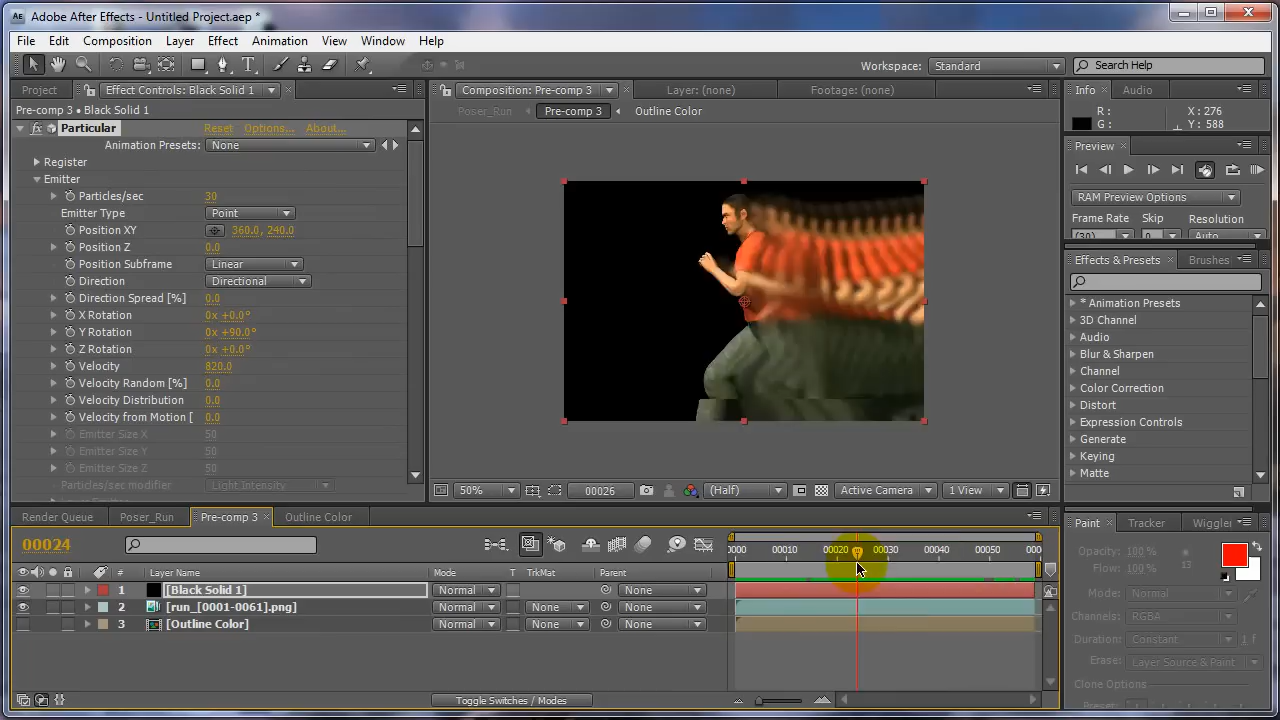 Adobe After Effects - Untitled Project.aep *
File Edit Composition Layer Effect Animation View Window Help
Workspace: Standard Search Help
Project Effect Controls: Black Solid 1
Pre-comp 3 • Black Solid 1
Particular Reset Options... About...
Animation Presets: None
Register
Emitter
Particles/sec 30
Emitter Type Point
Position XY 360.0, 240.0
Position Z 0.0
Position Subframe Linear
Direction Directional
Direction Spread [%] 0.0
X Rotation 0x +0.0°
Y Rotation 0x +90.0°
Z Rotation 0x +0.0°
Velocity 820.0
Velocity Random [%] 0.0
Velocity Distribution 0.0
Velocity from Motion [ 0.0
Emitter Size X 50
Emitter Size Y 50
Emitter Size Z 50
Particles/sec modifier Light Intensity
Composition: Pre-comp 3 Layer: (none) Footage: (none)
Poser_Run Pre-comp 3 Outline Color
50% 00026 (Half) Active Camera 1 View
Info Audio
R: X: 276
G: Y: 588
Preview
RAM Preview Options
Frame Rate Skip Resolution
(30) 0 Auto
Effects & Presets Brushes
* Animation Presets
3D Channel
Audio
Blur & Sharpen
Channel
Color Correction
Distort
Expression Controls
Generate
Keying
Matte
Render Queue Poser_Run Pre-comp 3 Outline Color
00024
0000 00010 00020 00030 00040 00050 000
# Layer Name Mode T TrkMat Parent
1 [Black Solid 1] Normal None
2 run_[0001-0061].png] Normal None None
3 [Outline Color] Normal None None
Toggle Switches / Modes
Paint Tracker Wiggler
Opacity: 100 %
Flow: 100 % 13
Mode: Normal
Channels: RGBA
Duration: Constant 1 f
Erase: Layer Source & Paint
Clone Options